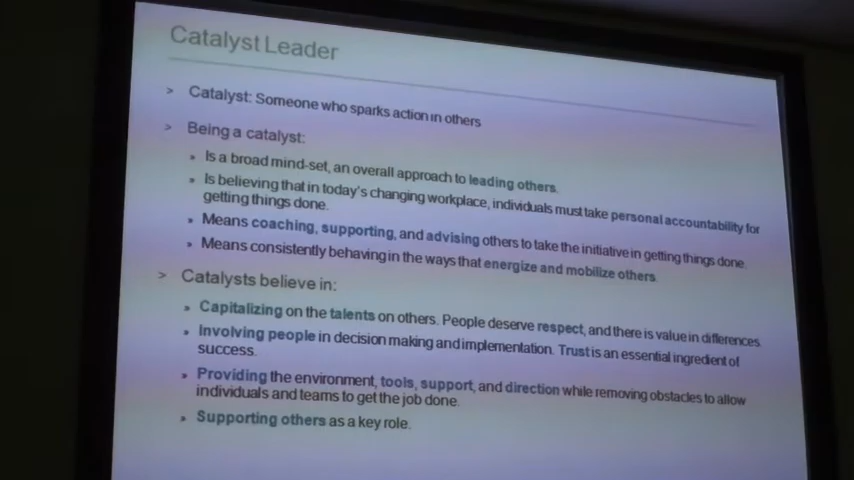 Catalyst Leader
> Catalyst: Someone who sparks action in others
> Being a catalyst:
» Is a broad mind-set, an overall approach to leading others.
» Is believing that in today's changing workplace, individuals must take personal accountability for
getting things done.
» Means coaching, supporting, and advising others to take the initiative in getting things done.
» Means consistently behaving in the ways that energize and mobilize others.
> Catalysts believe in:
» Capitalizing on the talents on others. People deserve respect, and there is value in differences.
» Involving people in decision making and implementation. Trust is an essential ingredient of
success.
» Providing the environment, tools, support, and direction while removing obstacles to allow
individuals and teams to get the job done.
» Supporting others as a key role.